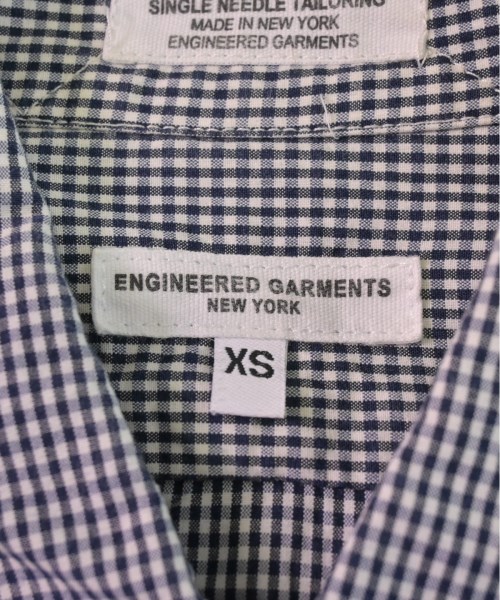 SINGLE NEEDLE TAILORING
MADE IN NEW YORK
ENGINEERED GARMENTS
ENGINEERED GARMENTS
NEW YORK
XS